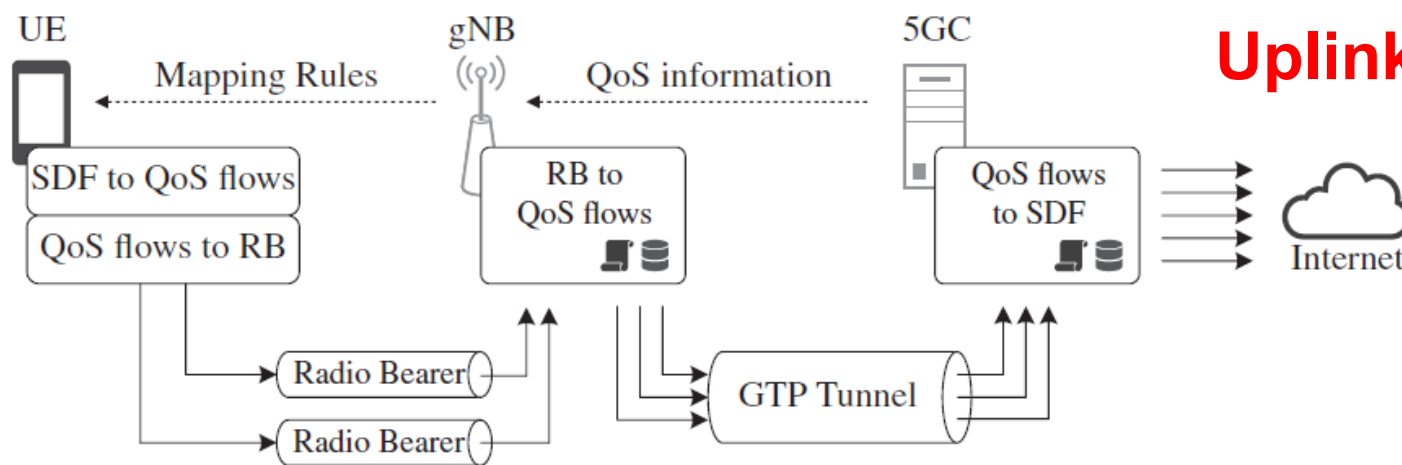 UE
gNB
5GC
Uplink
Mapping Rules
QoS information
SDF to QoS flows
QoS flows to RB
RB to
QoS flows
QoS flows
to SDF
Internet
Radio Bearer
Radio Bearer
GTP Tunnel